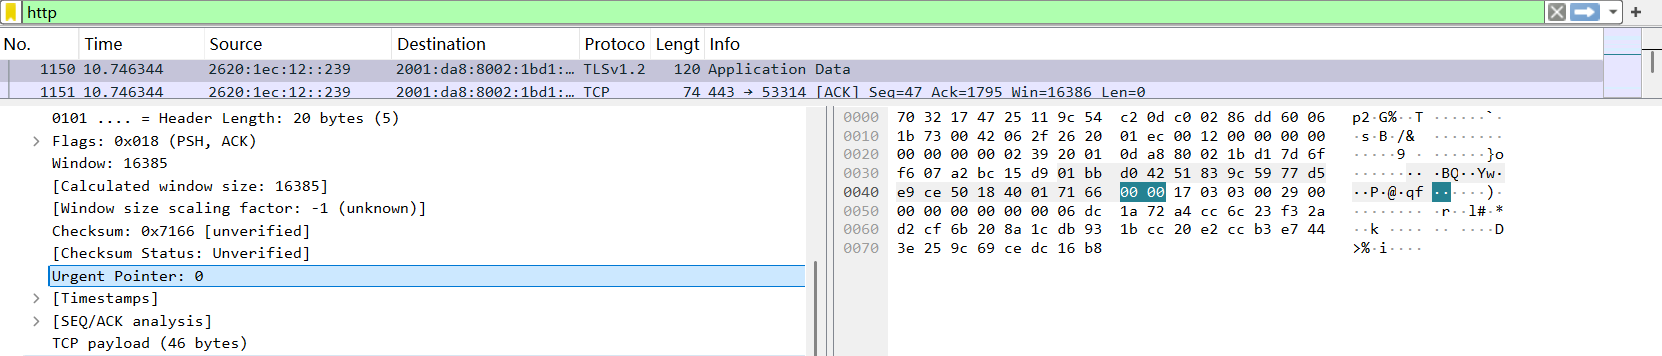 http
No. Time Source Destination Protoco Lengt Info
1150 10.746344 2620:1ec:12::239 2001:da8:8002:1bd1:… TLSv1.2 120 Application Data
1151 10.746344 2620:1ec:12::239 2001:da8:8002:1bd1:… TCP 74 443 → 53314 [ACK] Seq=47 Ack=1795 Win=16386 Len=0
0101 .... = Header Length: 20 bytes (5)
Flags: 0x018 (PSH, ACK)
Window: 16385
[Calculated window size: 16385]
[Window size scaling factor: -1 (unknown)]
Checksum: 0x7166 [unverified]
[Checksum Status: Unverified]
Urgent Pointer: 0
[Timestamps]
[SEQ/ACK analysis]
TCP payload (46 bytes)
0000 70 32 17 47 25 11 9c 54 c2 0d c0 02 86 dd 60 06 p2·G%··T ······`·
0010 1b 73 00 42 06 2f 26 20 01 ec 00 12 00 00 00 00 ·s·B·/& ········
0020 00 00 00 00 02 39 20 01 0d a8 80 02 1b d1 7d 6f ·····9 · ······}o
0030 f6 07 a2 bc 15 d9 01 bb d0 42 51 83 9c 59 77 d5 ········ ·BQ··Yw·
0040 e9 ce 50 18 40 01 71 66 00 00 17 03 03 00 29 00 ··P·@·qf ······)·
0050 00 00 00 00 00 00 06 dc 1a 72 a4 cc 6c 23 f3 2a ········ ·r··l#·*
0060 d2 cf 6b 20 8a 1c db 93 1b cc 20 e2 cc b3 e7 44 ··k ···· ·· ····D
0070 3e 25 9c 69 ce dc 16 b8 >%·i····